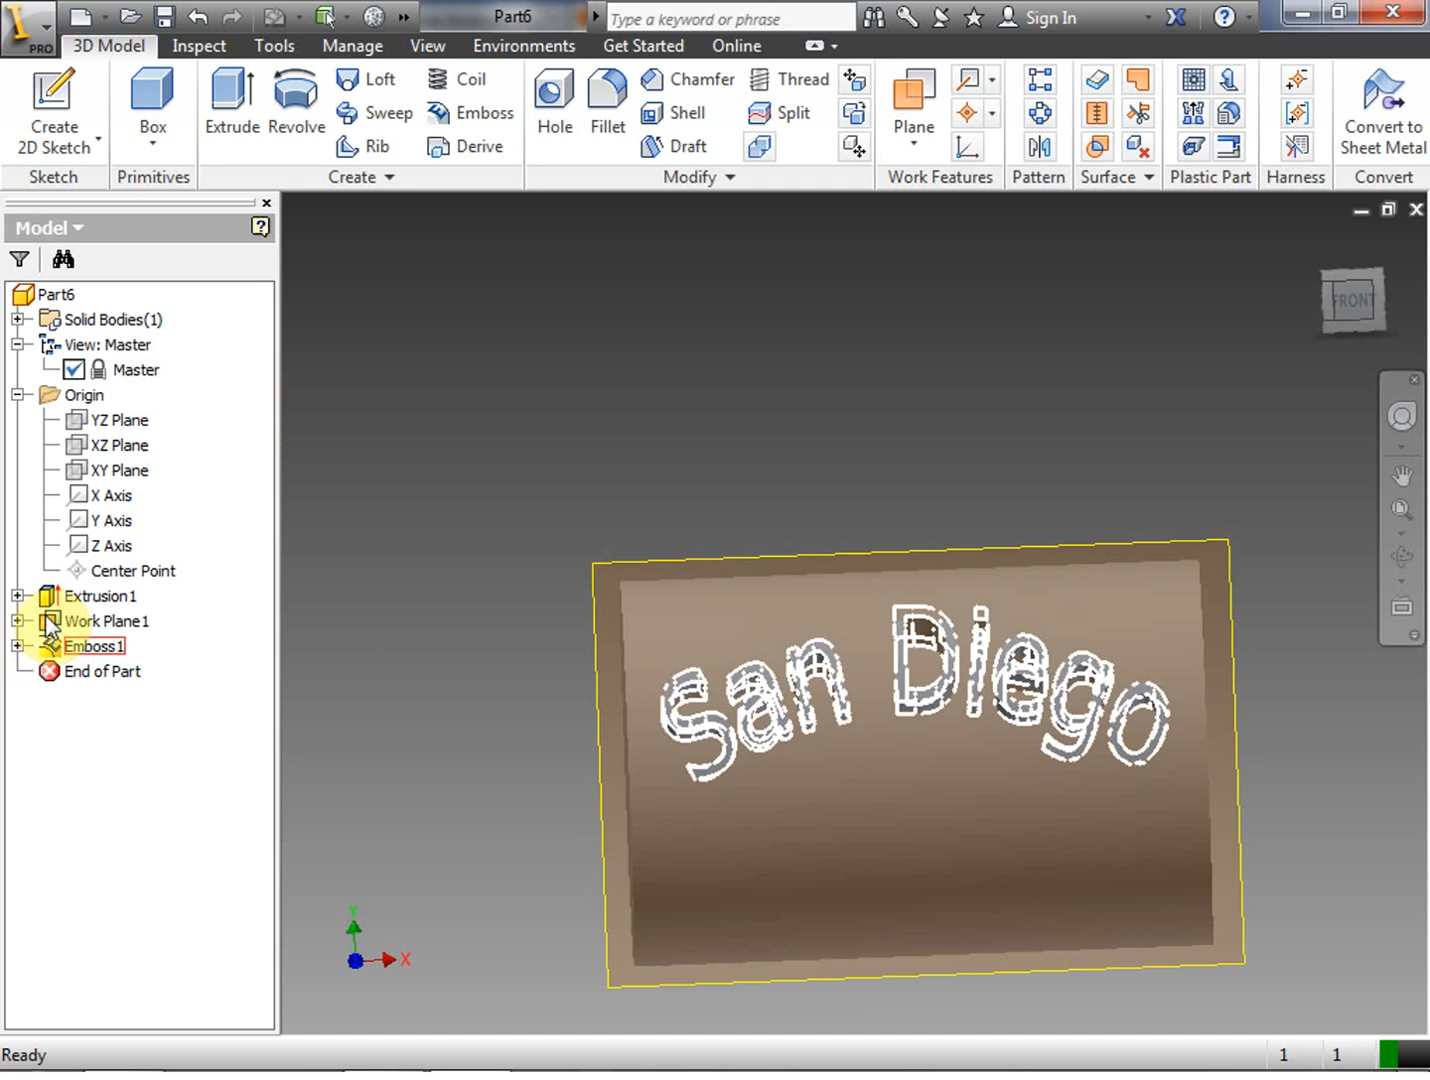 Part6
Type a keyword or phrase
Sign In
PRO
3D Model
Inspect
Tools
Manage
View
Environments
Get Started
Online
Create
2D Sketch
Box
Extrude
Revolve
Loft
Sweep
Rib
Coil
Emboss
Derive
Hole
Fillet
Chamfer
Shell
Draft
Thread
Split
Plane
Convert to
Sheet Metal
Sketch
Primitives
Create
Modify
Work Features
Pattern
Surface
Plastic Part
Harness
Convert
Model
Part6
Solid Bodies(1)
View: Master
Master
Origin
YZ Plane
XZ Plane
XY Plane
X Axis
Y Axis
Z Axis
Center Point
Extrusion1
Work Plane1
Emboss1
End of Part
FRONT
San Diego
Y
X
Ready
1
1